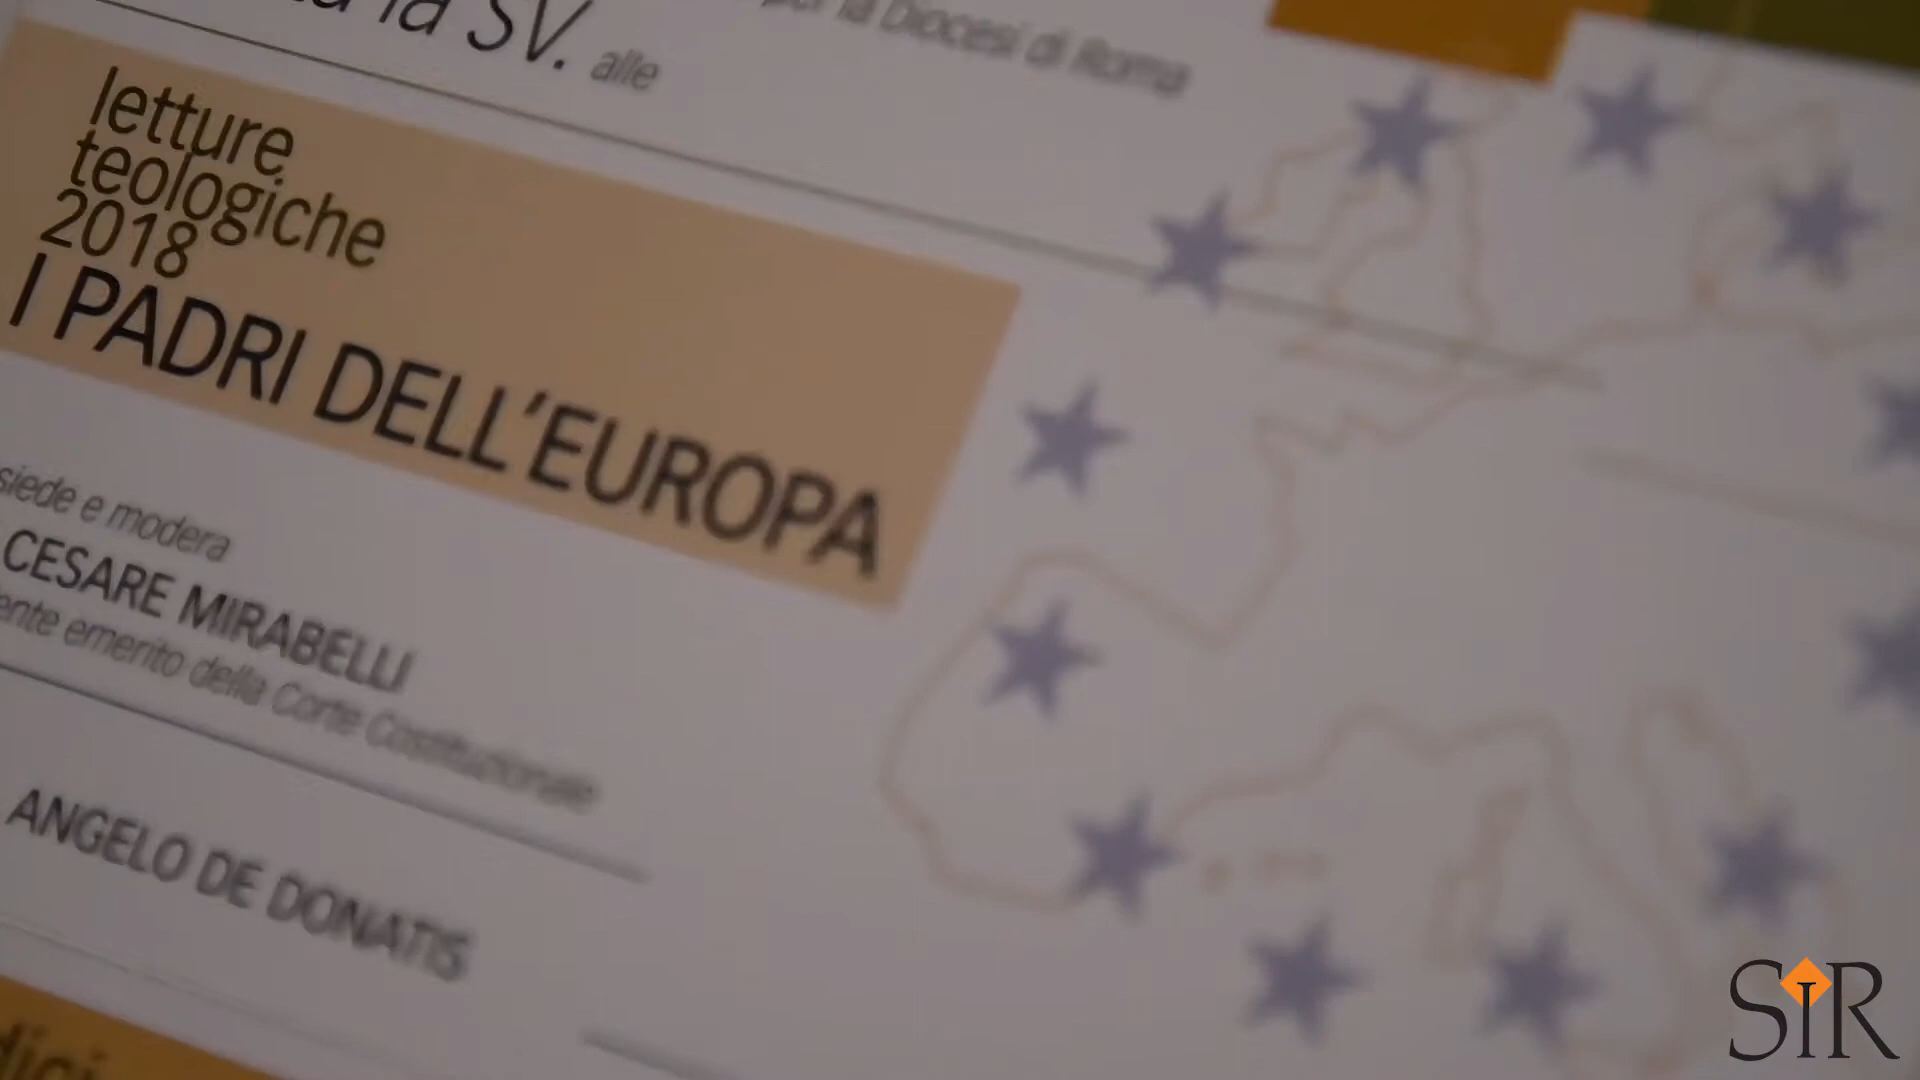 la SV. alle
la Diocesi di Roma
letture
teologiche
2018
I PADRI DELL'EUROPA
siede e modera
CESARE MIRABELLI
ente emerito della Corte Costituzionale
ANGELO DE DONATIS
dici
SIR